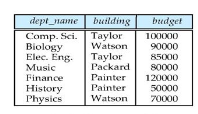 dept_name building budget
Comp. Sci. Taylor 100000
Biology Watson 90000
Elec. Eng. Taylor 85000
Music Packard 80000
Finance Painter 120000
History Painter 50000
Physics Watson 70000